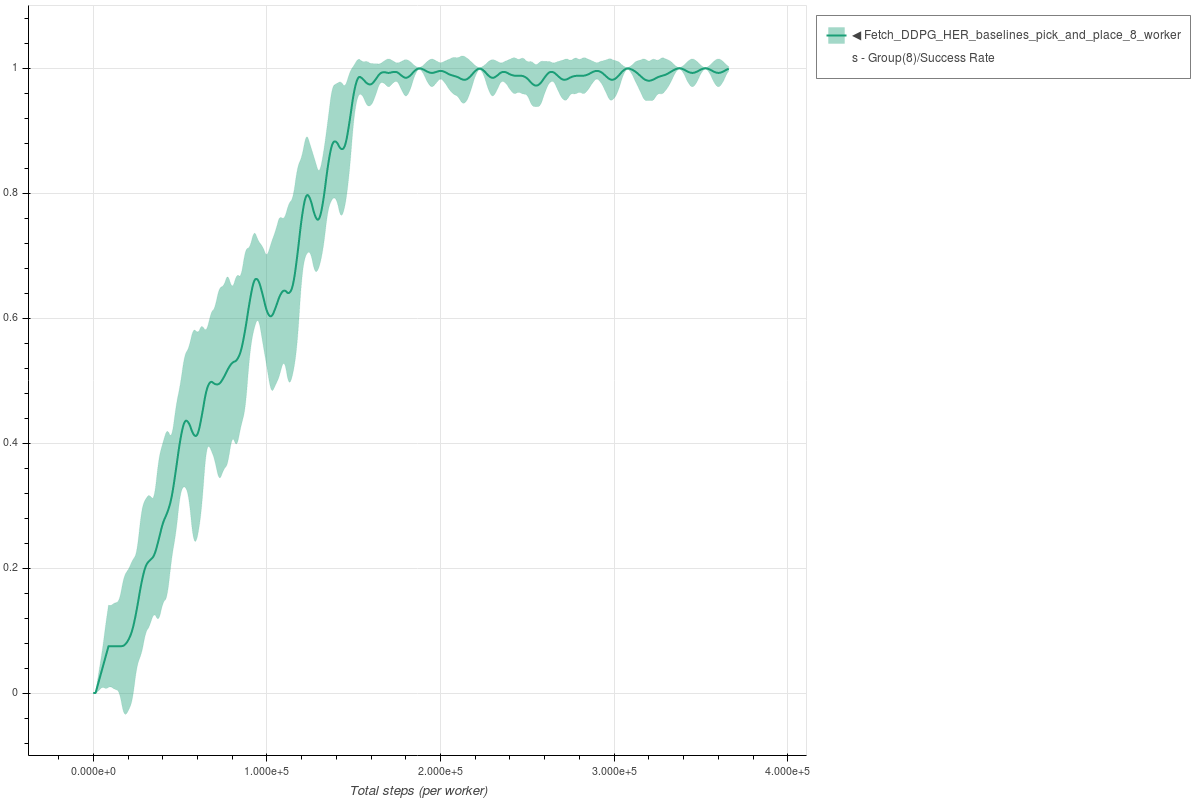 ◀ Fetch_DDPG_HER_baselines_pick_and_place_8_worker
s - Group(8)/Success Rate
1
0.8
0.6
0.4
0.2
0
0.000e+0 1.000e+5 2.000e+5 3.000e+5 4.000e+5
Total steps (per worker)